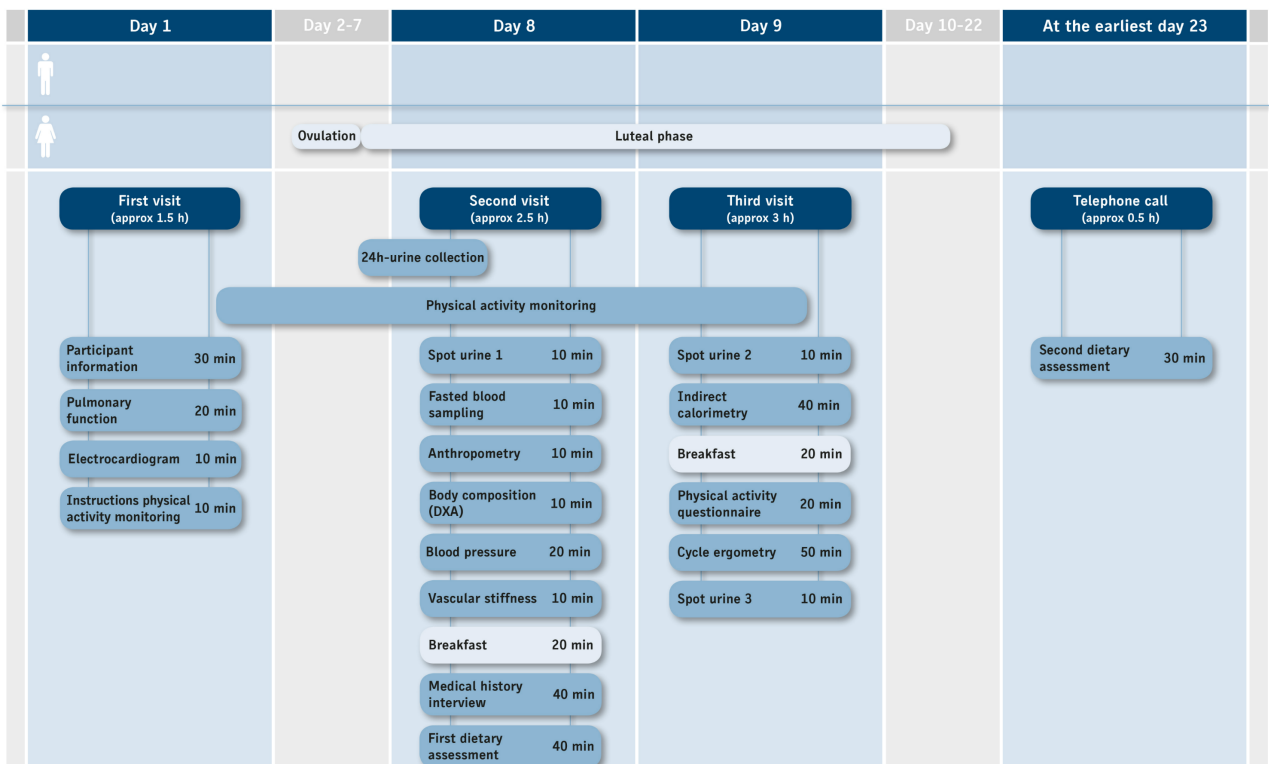 Day 1
Day 2-7
Day 8
Day 9
Day 10-22
At the earliest day 23
Ovulation
Luteal phase
First visit
(approx 1.5 h)
Second visit
(approx 2.5 h)
Third visit
(approx 3 h)
Telephone call
(approx 0.5 h)
24h-urine collection
Physical activity monitoring
Participant
information
30 min
Pulmonary
function
20 min
Electrocardiogram 10 min
Instructions physical
activity monitoring
10 min
Spot urine 1 10 min
Fasted blood
sampling
10 min
Anthropometry 10 min
Body composition
(DXA)
10 min
Blood pressure 20 min
Vascular stiffness 10 min
Breakfast 20 min
Medical history
interview
40 min
First dietary
assessment
40 min
Spot urine 2 10 min
Indirect
calorimetry
40 min
Breakfast 20 min
Physical activity
questionnaire
20 min
Cycle ergometry 50 min
Spot urine 3 10 min
Second dietary
assessment
30 min